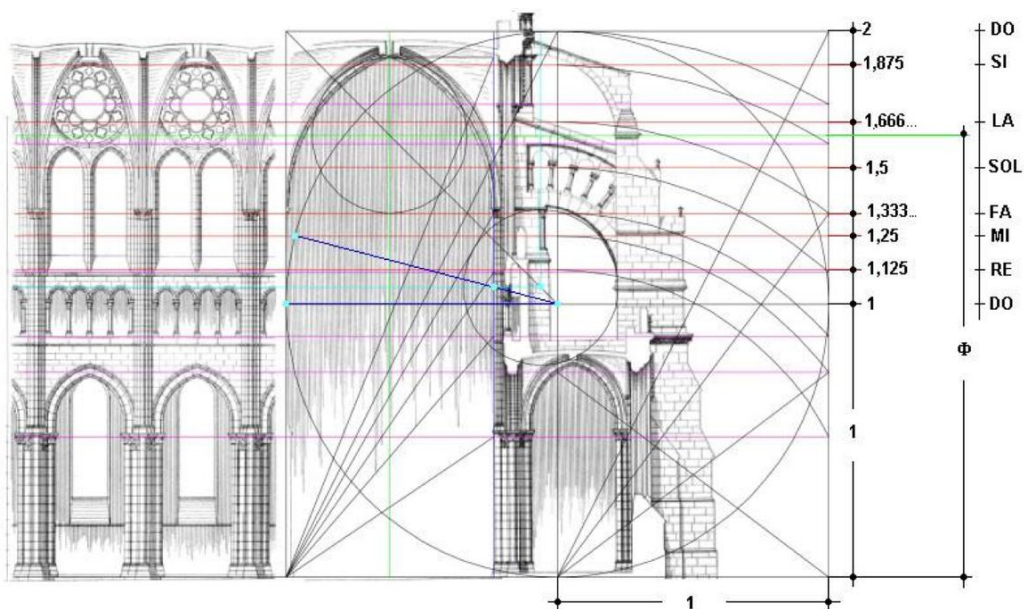 2 DO
1,875 SI
1,666... LA
1,5 SOL
1,333... FA
1,25 MI
1,125 RE
1 DO
Φ
1
1